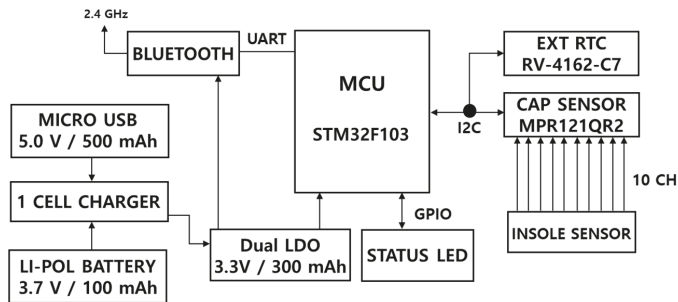 2.4 GHz
BLUETOOTH
UART
MCU
STM32F103
EXT RTC
RV-4162-C7
I2C
CAP SENSOR
MPR121QR2
MICRO USB
5.0 V / 500 mAh
1 CELL CHARGER
LI-POL BATTERY
3.7 V / 100 mAh
Dual LDO
3.3V / 300 mAh
GPIO
STATUS LED
10 CH
INSOLE SENSOR